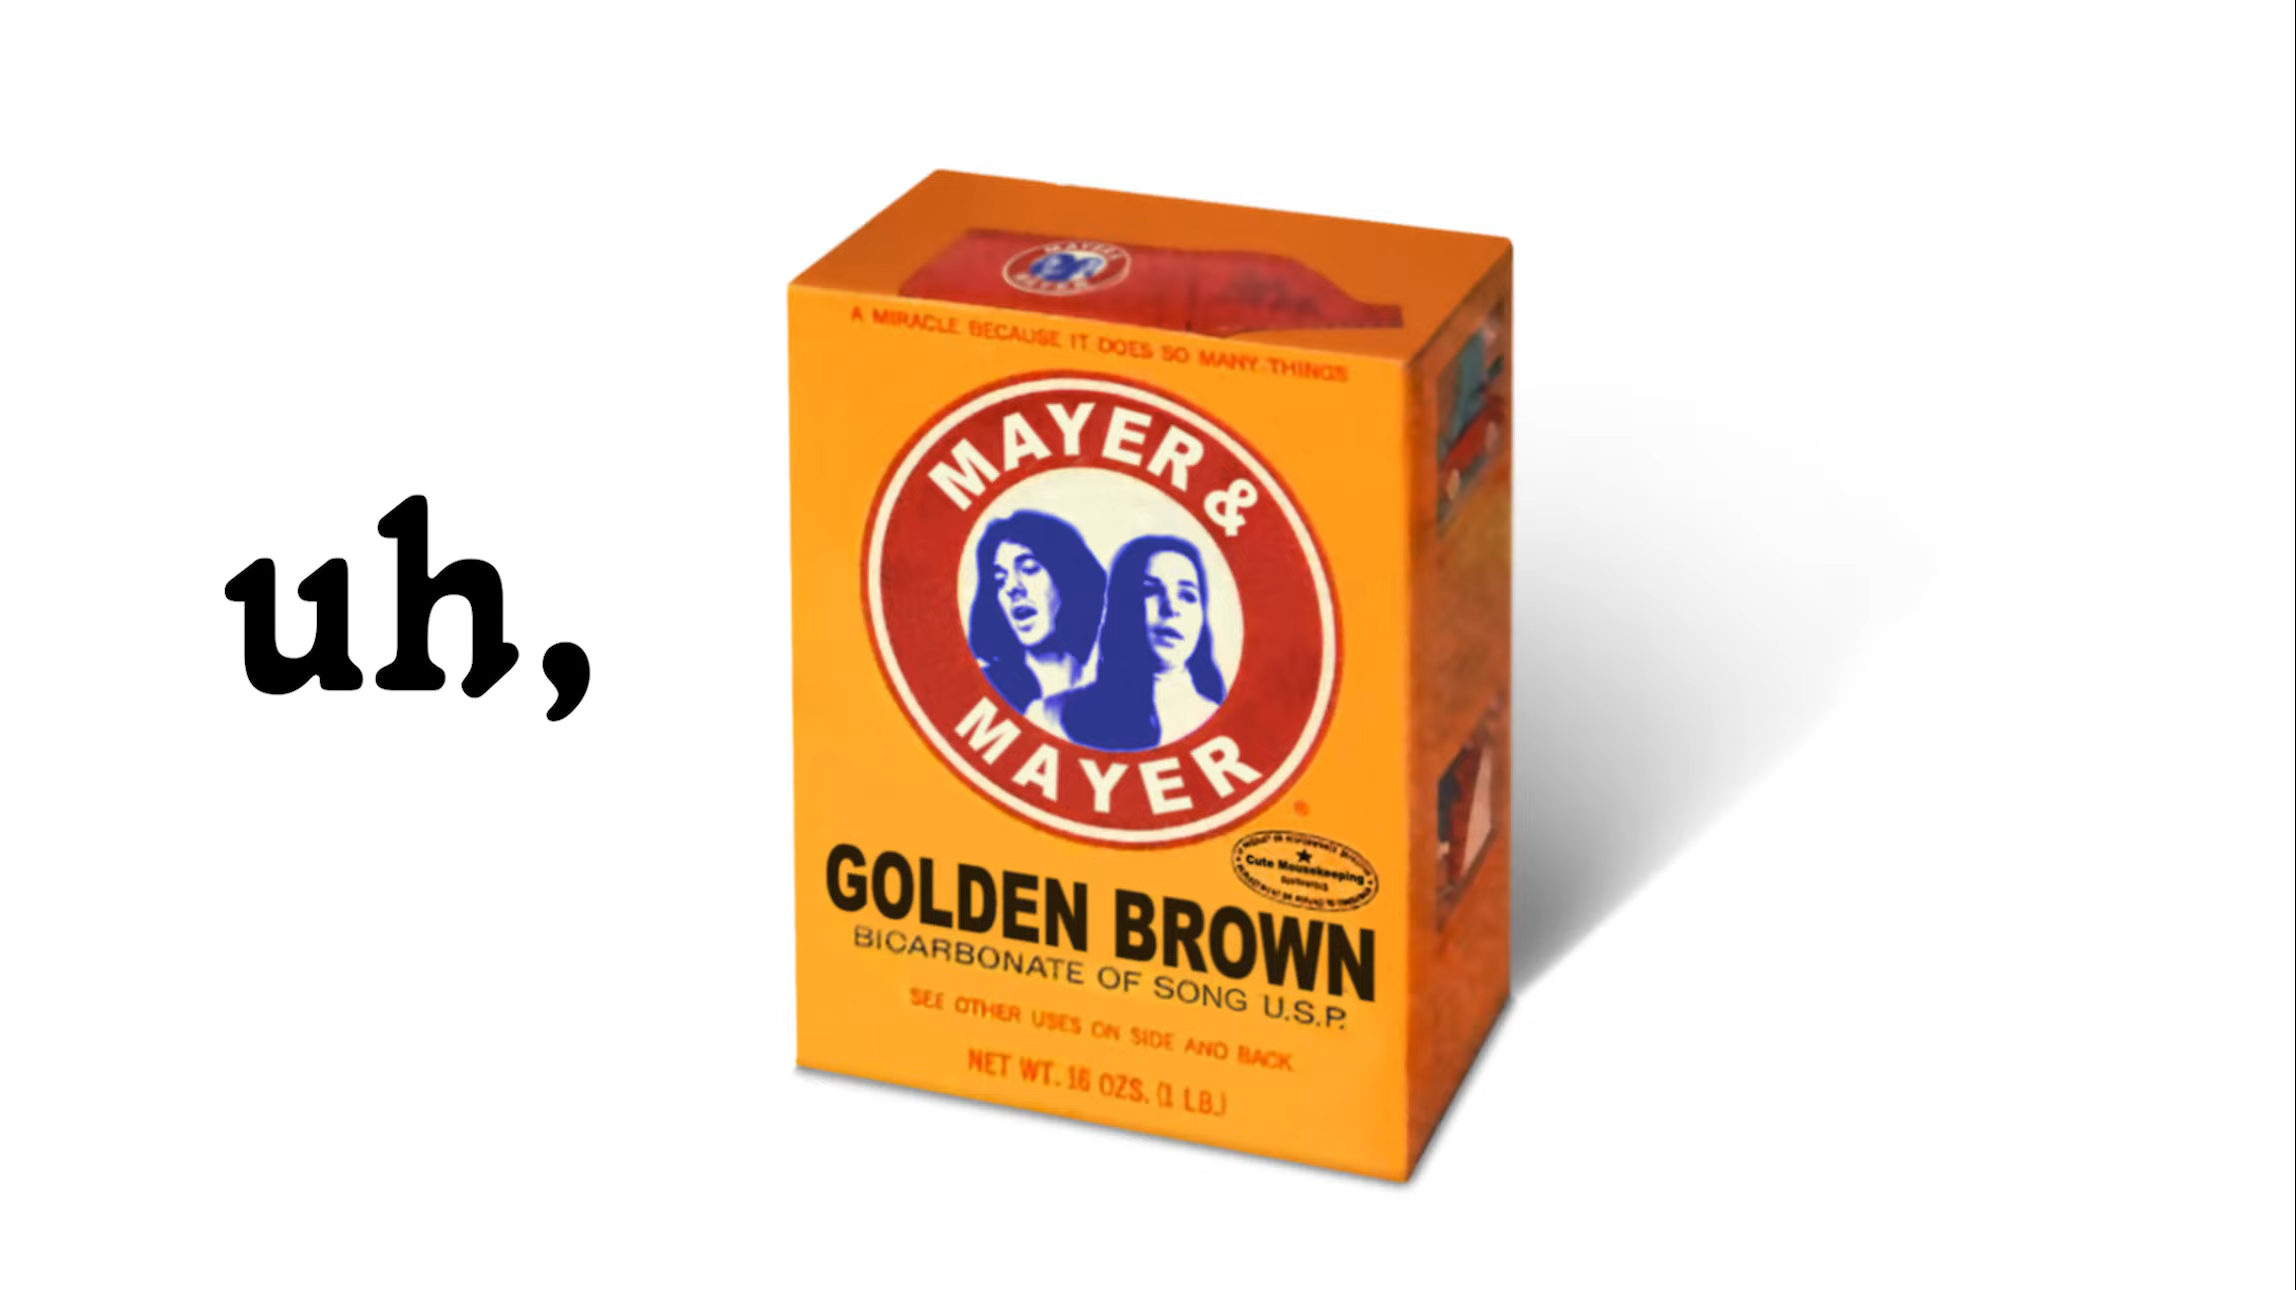 uh,
A MIRACLE BECAUSE IT DOES SO MANY THINGS
MAYER &
MAYER
Cute Mousekeeping
GOLDEN BROWN
BICARBONATE OF SONG U.S.P.
SEE OTHER USES ON SIDE AND BACK
NET WT. 16 OZS. (1 LB.)